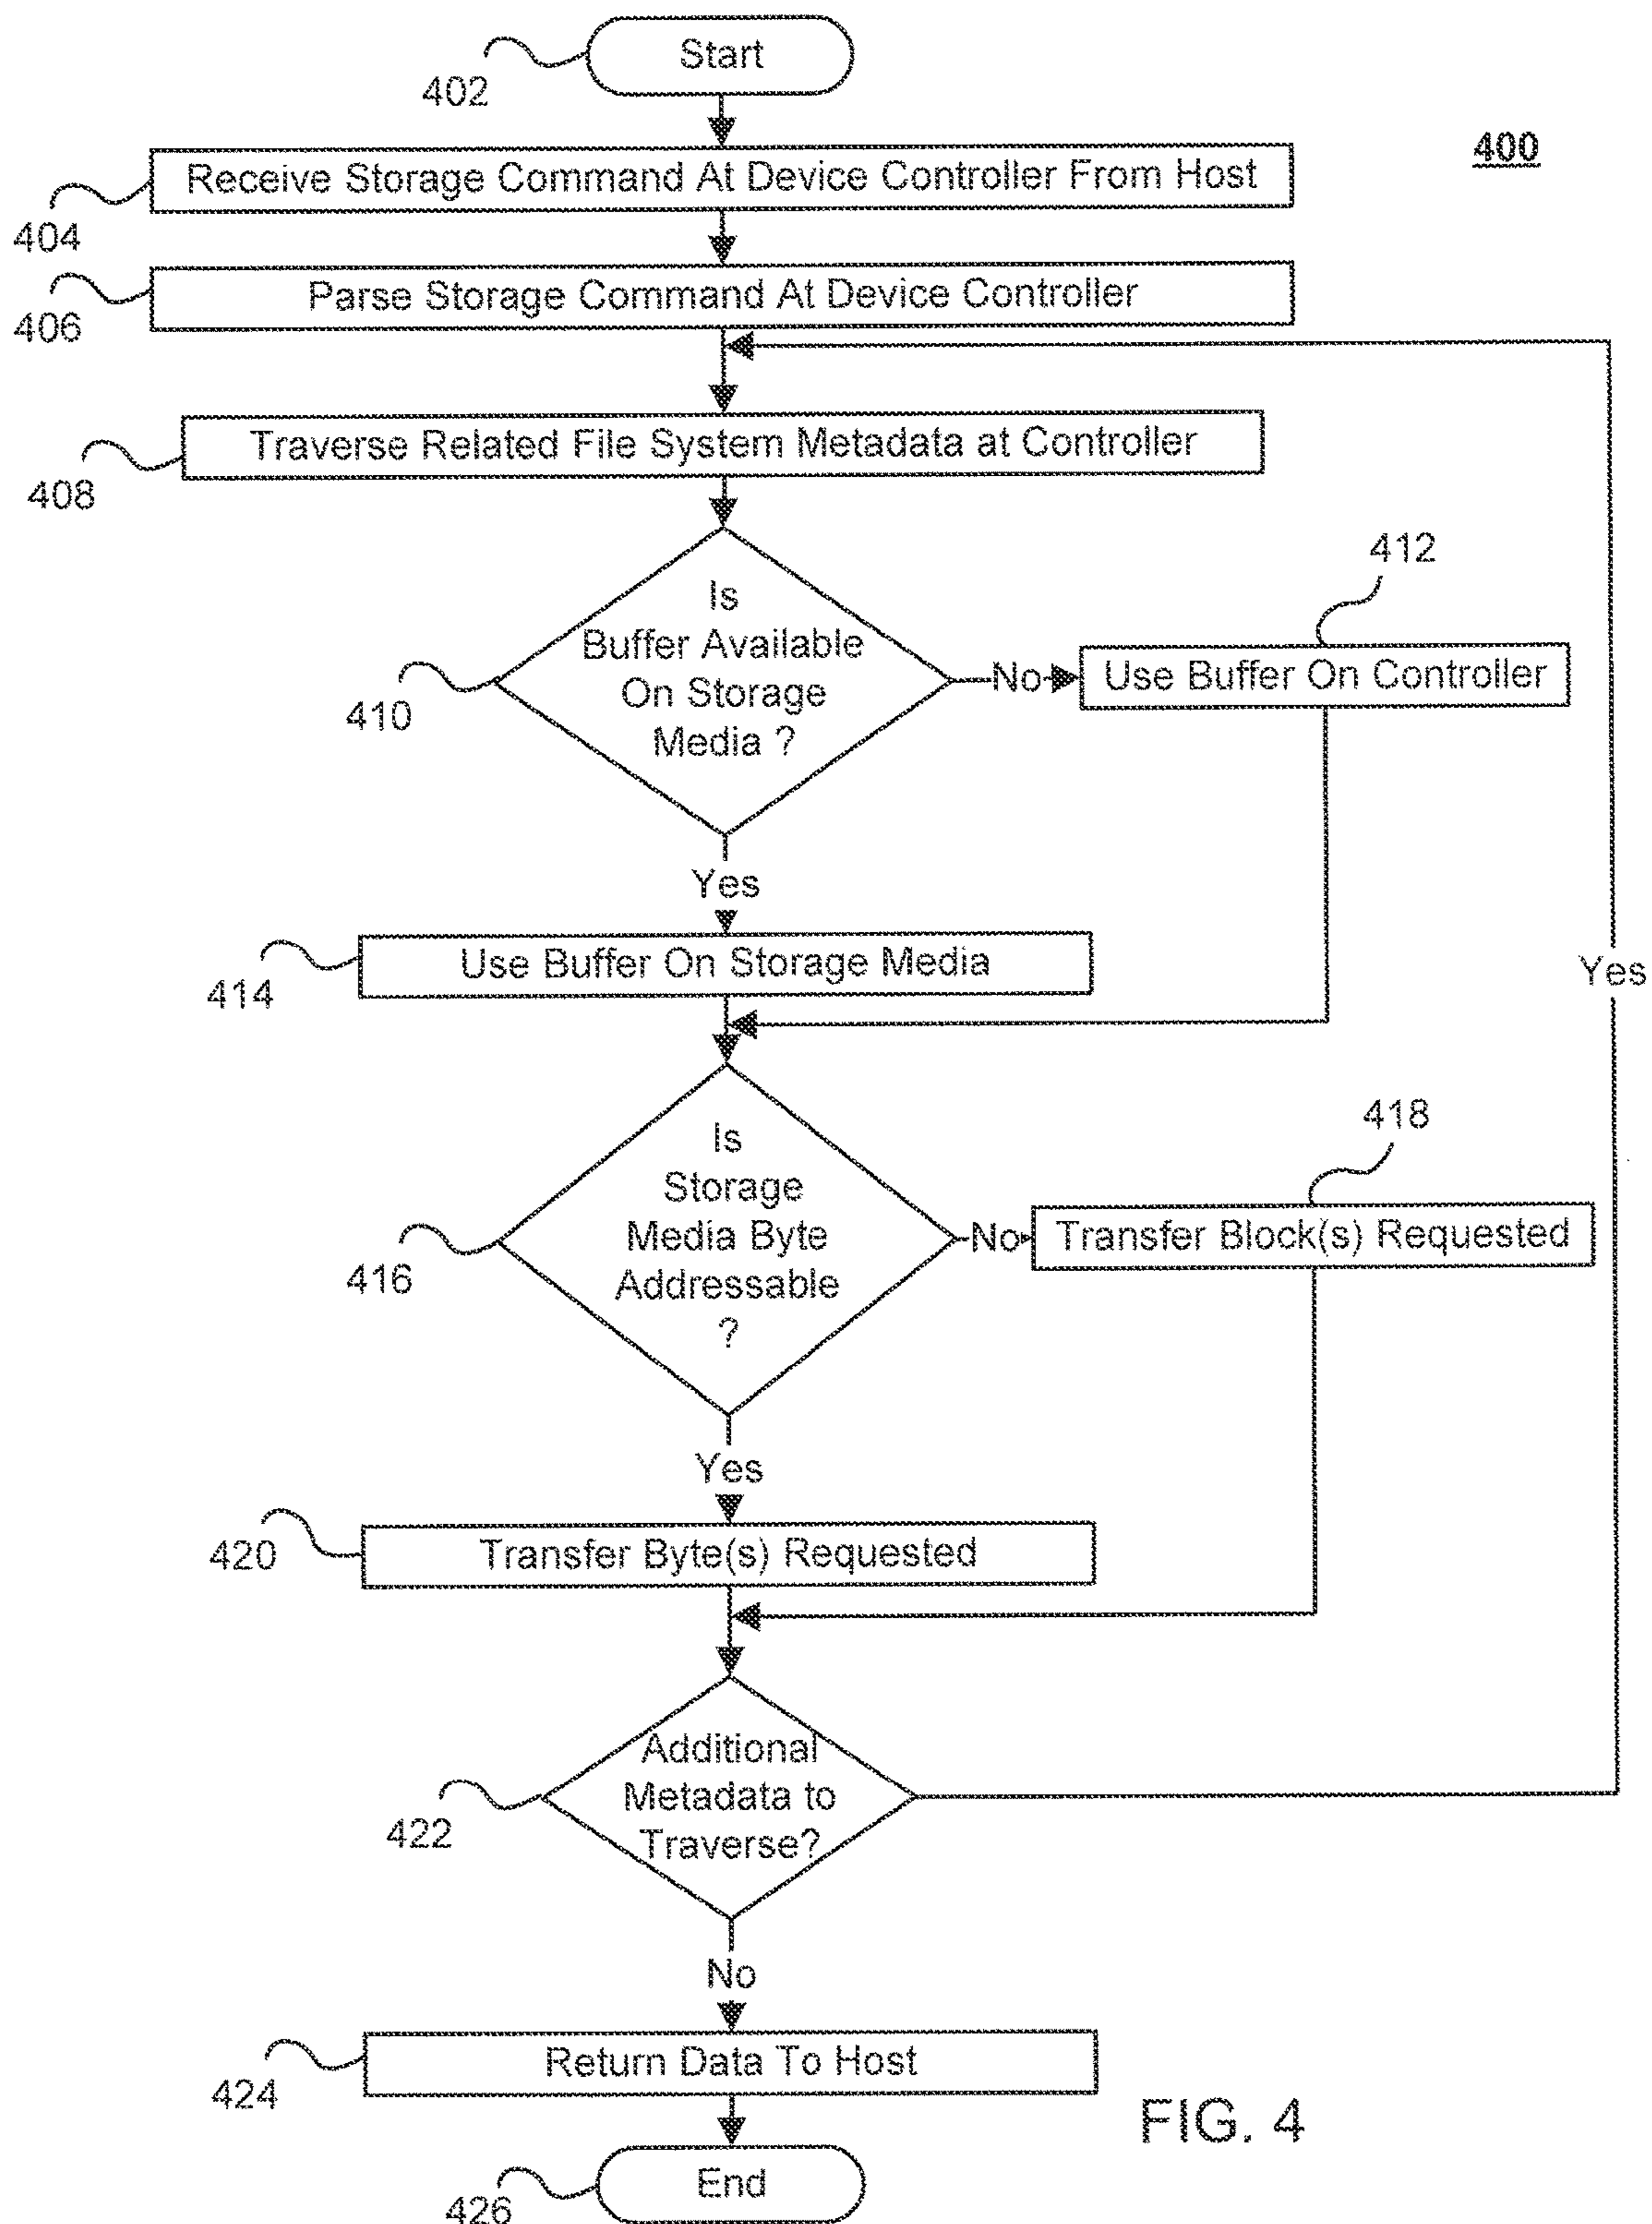 Start
402
400
Receive Storage Command At Device Controller From Host
404
Parse Storage Command At Device Controller
406
Traverse Related File System Metadata at Controller
408
412
Is
Buffer Available
On Storage
Media ?
410
No
Use Buffer On Controller
Yes
Use Buffer On Storage Media
414
Yes
418
Is
Storage
Media Byte
Addressable
?
416
No
Transfer Block(s) Requested
Yes
Transfer Byte(s) Requested
420
Additional
Metadata to
Traverse?
422
No
Return Data To Host
424
FIG. 4
End
426